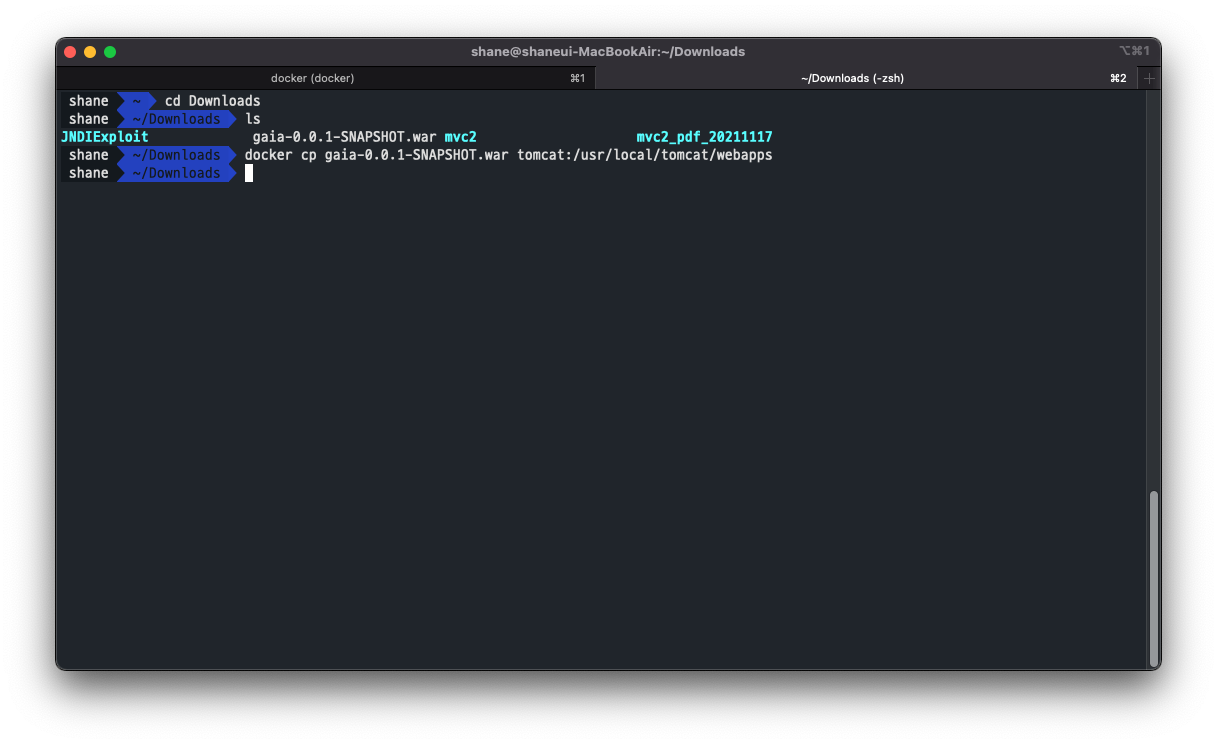 shane@shaneui-MacBookAir:~/Downloads ⌥⌘1
docker (docker) ⌘1 ~/Downloads (-zsh) ⌘2 +
shane ~ cd Downloads
shane ~/Downloads ls
JNDIExploit gaia-0.0.1-SNAPSHOT.war mvc2 mvc2_pdf_20211117
shane ~/Downloads docker cp gaia-0.0.1-SNAPSHOT.war tomcat:/usr/local/tomcat/webapps
shane ~/Downloads